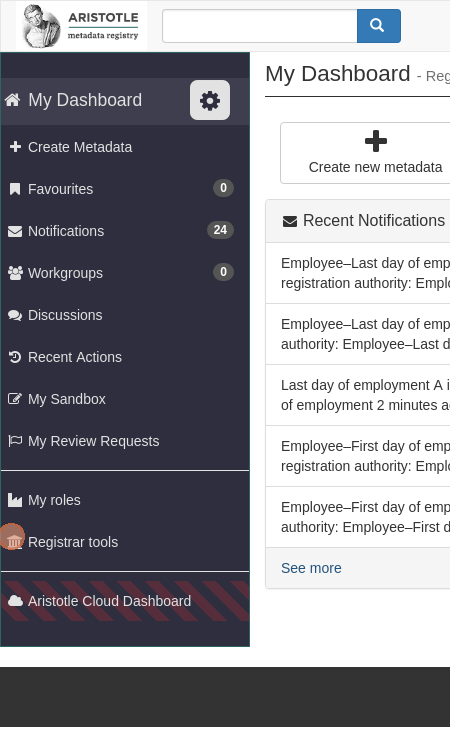 ARISTOTLE
metadata registry
My Dashboard
Create Metadata
Favourites 0
Notifications 24
Workgroups 0
Discussions
Recent Actions
My Sandbox
My Review Requests
My roles
Registrar tools
Aristotle Cloud Dashboard
My Dashboard - Reg
Create new metadata
Recent Notifications
Employee–Last day of emp
registration authority: Emplo
Employee–Last day of emp
authority: Employee–Last d
Last day of employment A i
of employment 2 minutes a
Employee–First day of emp
registration authority: Emplo
Employee–First day of emp
authority: Employee–First d
See more